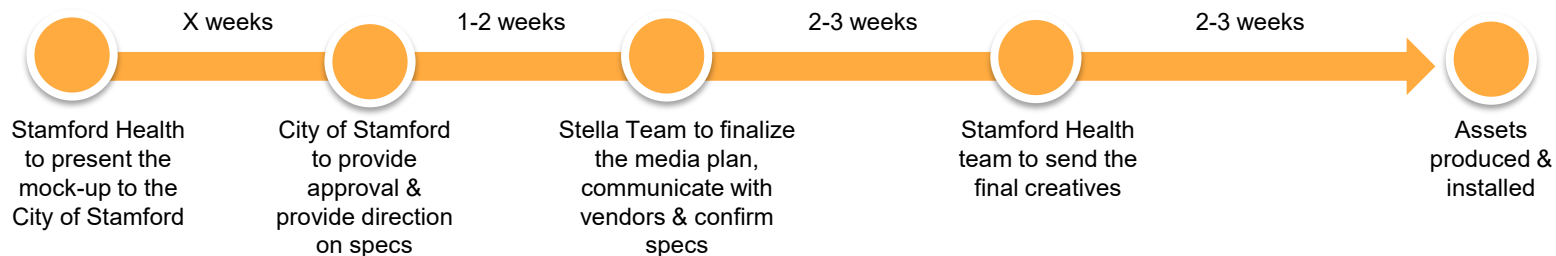 X weeks
1-2 weeks
2-3 weeks
2-3 weeks
Stamford Health
to present the
mock-up to the
City of Stamford
City of Stamford
to provide
approval &
provide direction
on specs
Stella Team to finalize
the media plan,
communicate with
vendors & confirm
specs
Stamford Health
team to send the
final creatives
Assets
produced &
installed